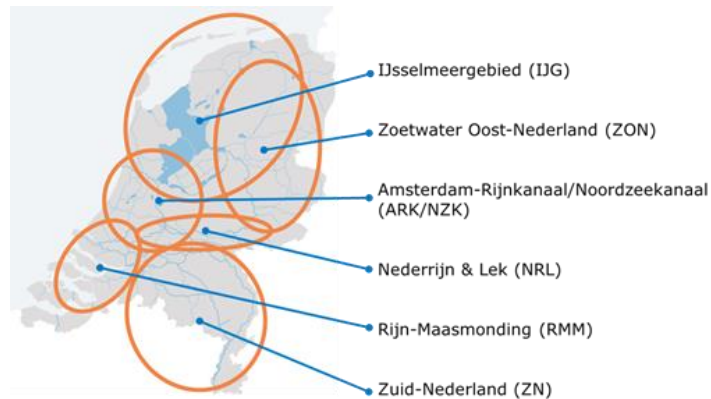 IJsselmeergebied (IJG)
Zoetwater Oost-Nederland (ZON)
Amsterdam-Rijnkanaal/Noordzeekanaal
(ARK/NZK)
Nederrijn & Lek (NRL)
Rijn-Maasmonding (RMM)
Zuid-Nederland (ZN)